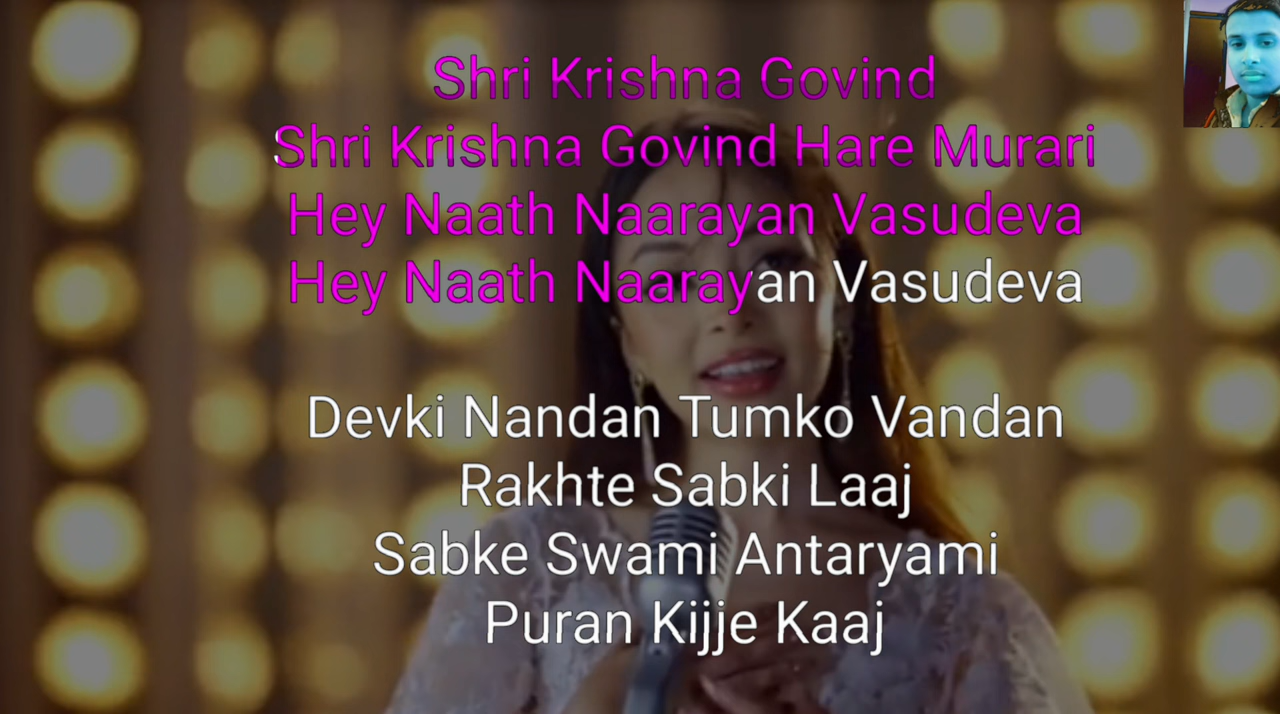 Shri Krishna Govind
Shri Krishna Govind Hare Murari
Hey Naath Naarayan Vasudeva
Hey Naath Naarayan Vasudeva
Devki Nandan Tumko Vandan
Rakhte Sabki Laaj
Sabke Swami Antaryami
Puran Kijje Kaaj